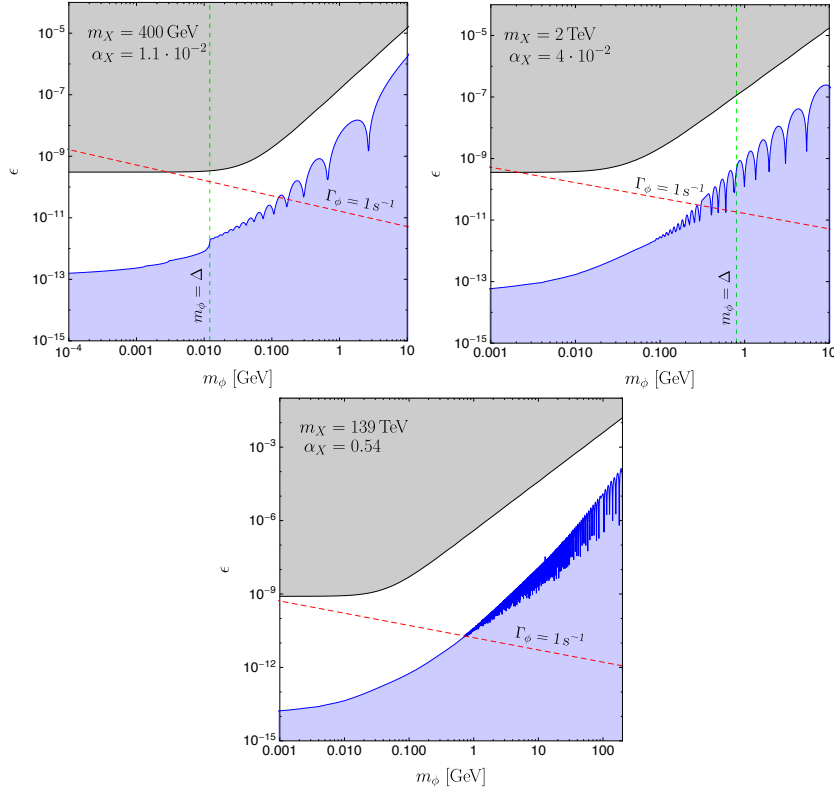 m_X = 400 GeV
α_X = 1.1 · 10^{-2}
10^{-5}
10^{-7}
10^{-9}
10^{-11}
10^{-13}
10^{-15}
ϵ
Γ_ϕ = 1 s^{-1}
m_ϕ = Δ
10^{-4} 0.001 0.010 0.100 1 10
m_ϕ [GeV]
m_X = 2 TeV
α_X = 4 · 10^{-2}
10^{-5}
10^{-7}
10^{-9}
10^{-11}
10^{-13}
10^{-15}
ϵ
Γ_ϕ = 1 s^{-1}
m_ϕ = Δ
0.001 0.010 0.100 1 10
m_ϕ [GeV]
m_X = 139 TeV
α_X = 0.54
10^{-3}
10^{-6}
10^{-9}
10^{-12}
10^{-15}
ϵ
Γ_ϕ = 1 s^{-1}
0.001 0.010 0.100 1 10 100
m_ϕ [GeV]